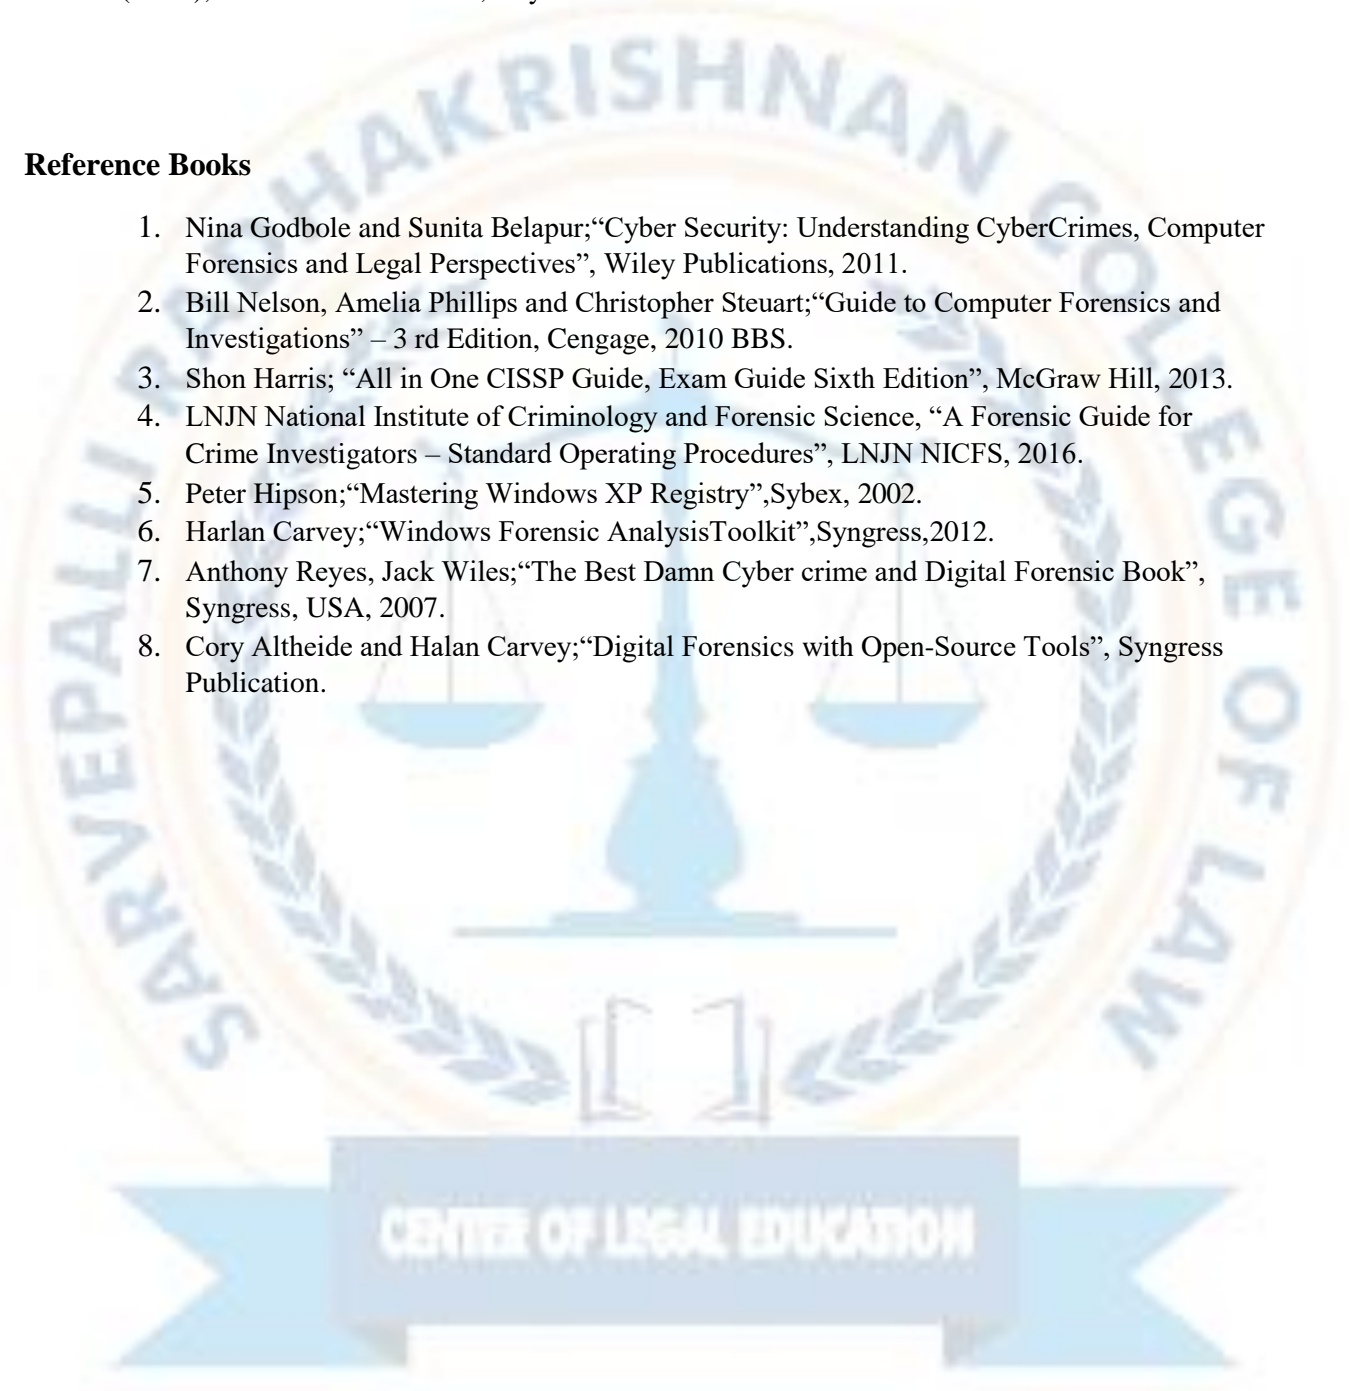 Reference Books
1. Nina Godbole and Sunita Belapur;“Cyber Security: Understanding CyberCrimes, Computer
Forensics and Legal Perspectives”, Wiley Publications, 2011.
2. Bill Nelson, Amelia Phillips and Christopher Steuart;“Guide to Computer Forensics and
Investigations” – 3 rd Edition, Cengage, 2010 BBS.
3. Shon Harris; “All in One CISSP Guide, Exam Guide Sixth Edition”, McGraw Hill, 2013.
4. LNJN National Institute of Criminology and Forensic Science, “A Forensic Guide for
Crime Investigators – Standard Operating Procedures”, LNJN NICFS, 2016.
5. Peter Hipson;“Mastering Windows XP Registry”,Sybex, 2002.
6. Harlan Carvey;“Windows Forensic AnalysisToolkit”,Syngress,2012.
7. Anthony Reyes, Jack Wiles;“The Best Damn Cyber crime and Digital Forensic Book”,
Syngress, USA, 2007.
8. Cory Altheide and Halan Carvey;“Digital Forensics with Open-Source Tools”, Syngress
Publication.
SARVEPALLI RADHAKRISHNAN COLLEGE OF LAW
CENTER OF LEGAL EDUCATION